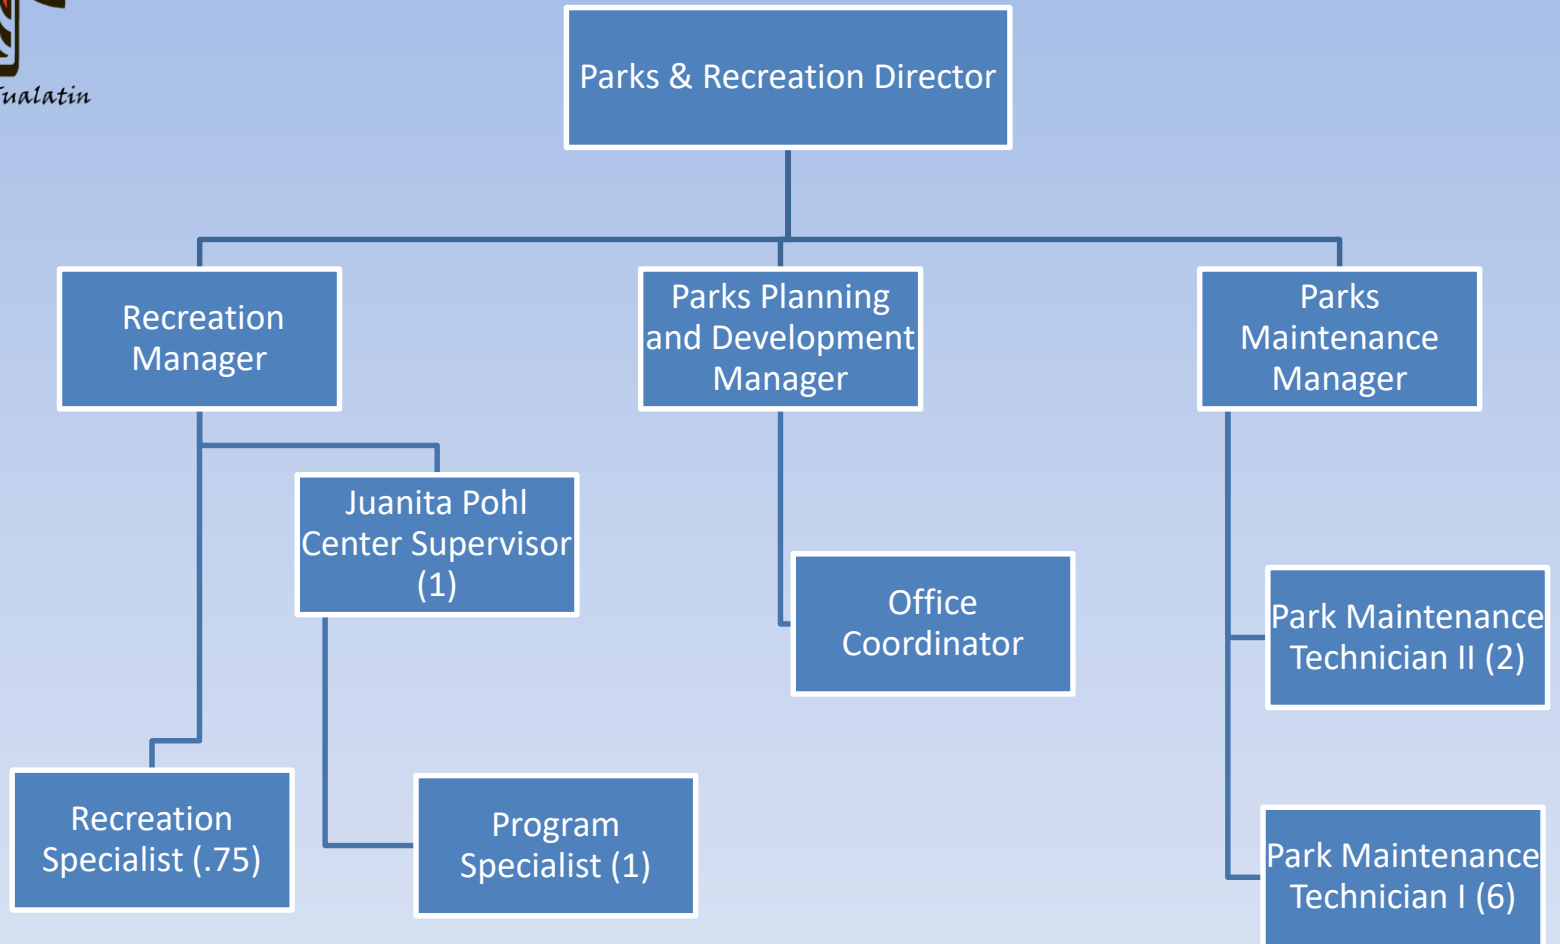 Tualatin
Parks & Recreation Director
Recreation
Manager
Parks Planning
and Development
Manager
Parks
Maintenance
Manager
Juanita Pohl
Center Supervisor
(1)
Office
Coordinator
Park Maintenance
Technician II (2)
Recreation
Specialist (.75)
Program
Specialist (1)
Park Maintenance
Technician I (6)